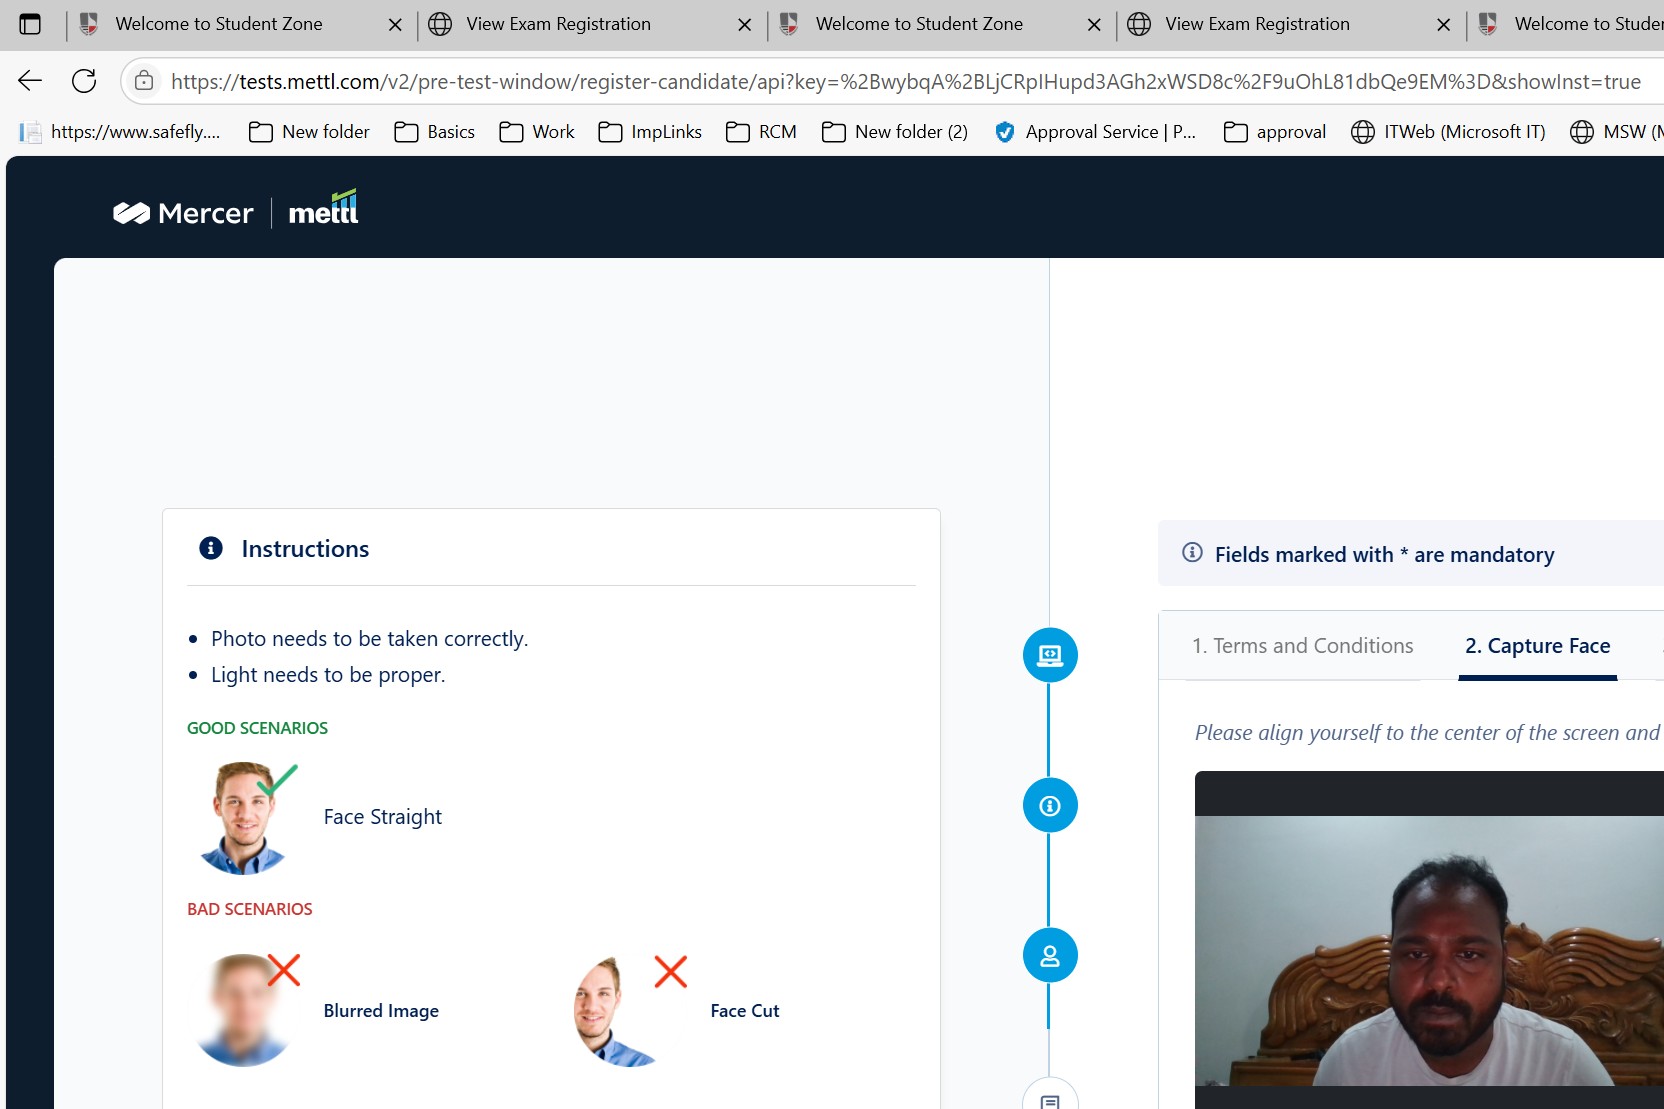 Welcome to Student Zone
View Exam Registration
Welcome to Student Zone
View Exam Registration
Welcome to Studen
https://tests.mettl.com/v2/pre-test-window/register-candidate/api?key=%2BwybqA%2BLjCRpIHupd3AGh2xWSD8c%2F9uOhL81dbQe9EM%3D&showInst=true
https://www.safefly....
New folder
Basics
Work
ImpLinks
RCM
New folder (2)
Approval Service | P...
approval
ITWeb (Microsoft IT)
MSW (M
Mercer
mettl
Instructions
Photo needs to be taken correctly.
Light needs to be proper.
GOOD SCENARIOS
Face Straight
BAD SCENARIOS
Blurred Image
Face Cut
Fields marked with * are mandatory
1. Terms and Conditions
2. Capture Face
Please align yourself to the center of the screen and